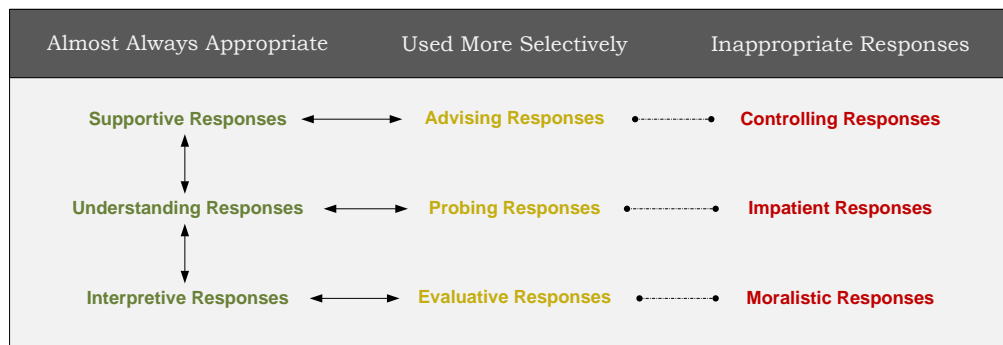 Almost Always Appropriate Used More Selectively Inappropriate Responses
Supportive Responses Advising Responses Controlling Responses
Understanding Responses Probing Responses Impatient Responses
Interpretive Responses Evaluative Responses Moralistic Responses